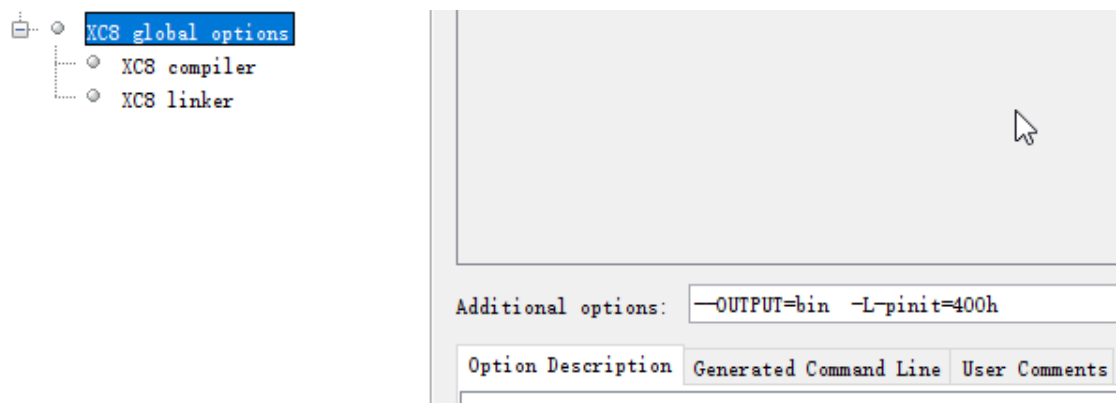 XC8 global options
XC8 compiler
XC8 linker
Additional options: --OUTPUT=bin -L-pinit=400h
Option Description Generated Command Line User Comments